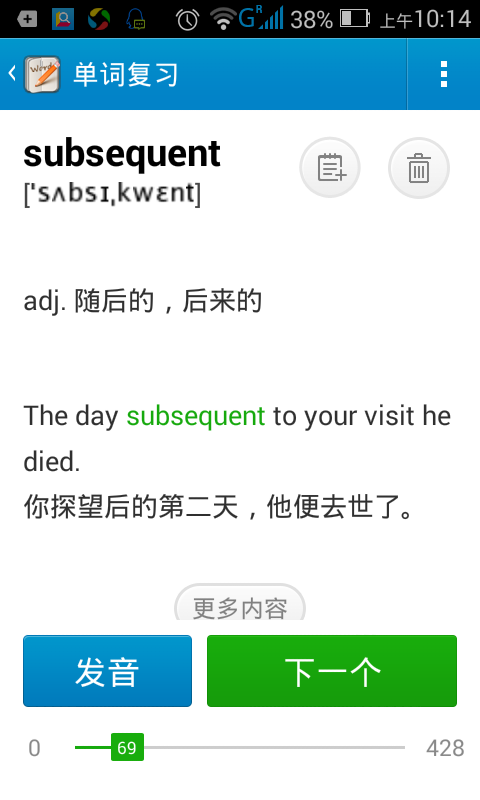 G R 38% 上午10:14
Words 单词复习
subsequent
['sʌbsɪˌkwɛnt]
adj. 随后的，后来的
The day subsequent to your visit he
died.
你探望后的第二天，他便去世了。
更多内容
发音 下一个
0 69 428